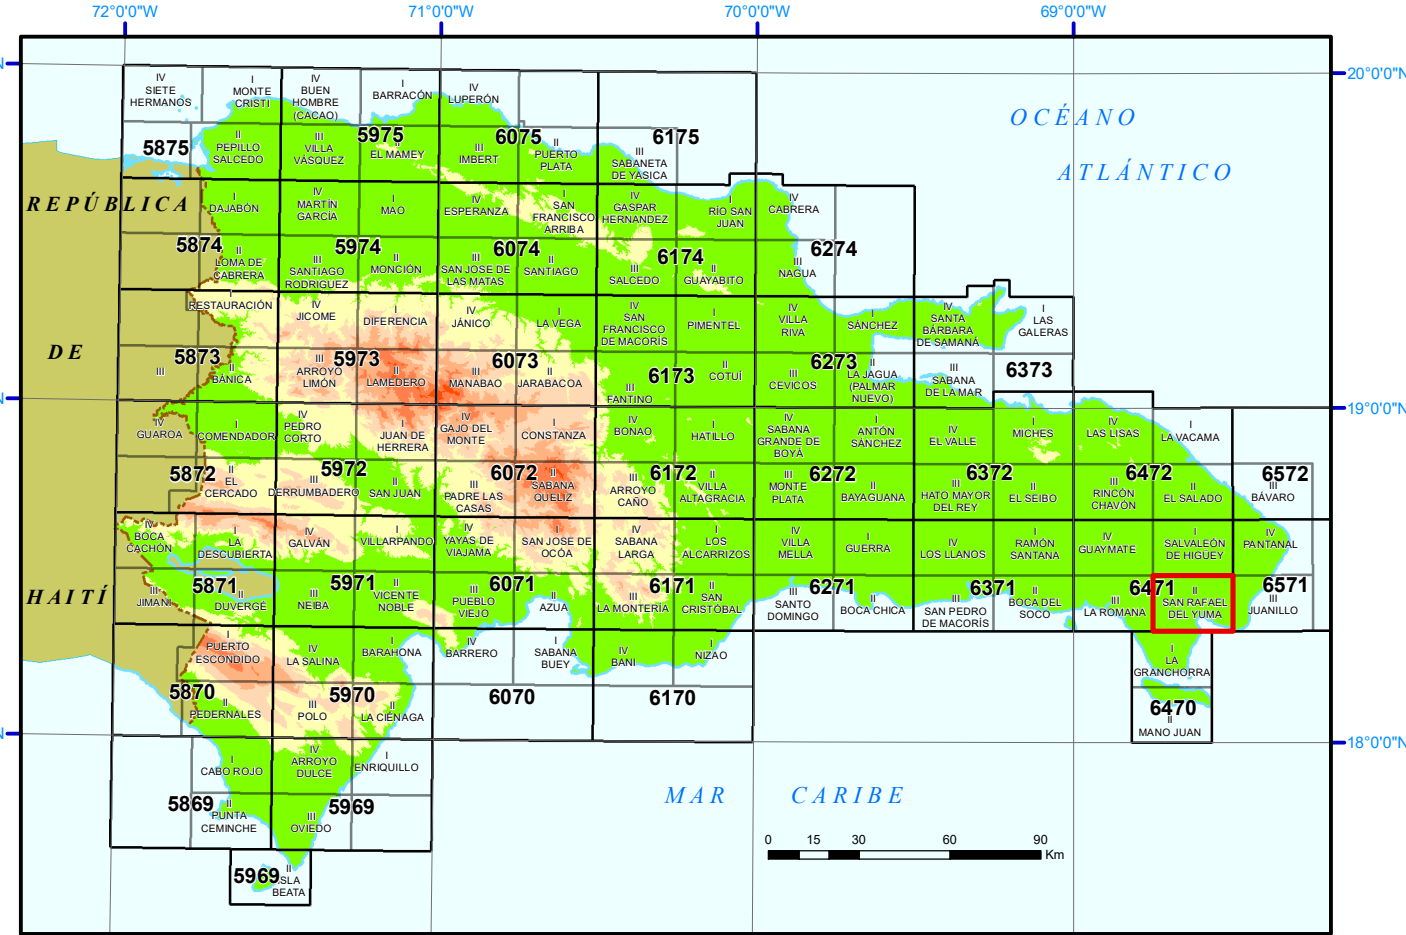 72°0'0"W
71°0'0"W
70°0'0"W
69°0'0"W
20°0'0"N
19°0'0"N
18°0'0"N
OCÉANO
ATLÁNTICO
MAR CARIBE
REPÚBLICA
DE
HAITÍ
IV
SIETE
HERMANOS
I
MONTE
CRISTI
IV
BUEN
HOMBRE
(CACAO)
I
BARRACÓN
IV
LUPERÓN
5875
II
PEPILLO
SALCEDO
III
VILLA
VÁSQUEZ
5975
II
EL MAMEY
III
IMBERT
6075
II
PUERTO
PLATA
III
SABANETA
DE YASICA
6175
I
DAJABÓN
IV
MARTÍN
GARCÍA
I
MAO
IV
ESPERANZA
I
SAN
FRANCISCO
ARRIBA
IV
GASPAR
HERNANDEZ
I
RÍO SAN
JUAN
IV
CABRERA
5874
II
LOMA DE
CABRERA
III
SANTIAGO
RODRIGUEZ
5974
II
MONCIÓN
III
SAN JOSE DE
LAS MATAS
6074
II
SANTIAGO
III
SALCEDO
6174
II
GUAYABITO
III
NAGUA
6274
I
RESTAURACIÓN
IV
JICOME
I
DIFERENCIA
IV
JÁNICO
I
LA VEGA
IV
SAN
FRANCISCO
DE MACORÍS
I
PIMENTEL
IV
VILLA
RIVA
I
SÁNCHEZ
IV
SANTA
BÁRBARA
DE SAMANÁ
I
LAS
GALERAS
III
5873
II
BÁNICA
III
ARROYO
LIMÓN
5973
II
LAMEDERO
III
MANABAO
6073
II
JARABACOA
III
FANTINO
6173
II
COTUÍ
III
CEVICOS
6273
II
LA JAGUA
(PALMAR
NUEVO)
III
SABANA
DE LA MAR
6373
IV
GUAROA
I
COMENDADOR
IV
PEDRO
CORTO
I
JUAN DE
HERRERA
IV
GAJO DEL
MONTE
I
CONSTANZA
IV
BONAO
I
HATILLO
IV
SABANA
GRANDE DE
BOYÁ
I
ANTÓN
SÁNCHEZ
IV
EL VALLE
I
MICHES
IV
LAS LISAS
I
LA VACAMA
5872
II
EL
CERCADO
III
DERRUMBADERO
5972
II
SAN JUAN
III
PADRE LAS
CASAS
6072
II
SABANA
QUELIZ
III
ARROYO
CAÑO
6172
II
VILLA
ALTAGRACIA
III
MONTE
PLATA
6272
II
BAYAGUANA
III
HATO MAYOR
DEL REY
6372
II
EL SEIBO
III
RINCÓN
CHAVÓN
6472
II
EL SALADO
6572
III
BÁVARO
IV
BOCA
CACHÓN
I
LA
DESCUBIERTA
IV
GALVÁN
I
VILLARPANDO
IV
YAYAS DE
VIAJAMA
I
SAN JOSE DE
OCÓA
IV
SABANA
LARGA
I
LOS
ALCARRIZOS
IV
VILLA
MELLA
I
GUERRA
IV
LOS LLANOS
I
RAMÓN
SANTANA
IV
GUAYMATE
I
SALVALEÓN
DE HIGUEY
IV
PANTANAL
III
JIMANI
5871
II
DUVERGÉ
III
NEIBA
5971
II
VICENTE
NOBLE
III
PUEBLO
VIEJO
6071
II
AZUA
III
LA MONTERÍA
6171
II
SAN
CRISTÓBAL
III
SANTO
DOMINGO
6271
II
BOCA CHICA
III
SAN PEDRO
DE MACORÍS
6371
II
BOCA DEL
SOCO
III
LA ROMANA
6471
II
SAN RAFAEL
DEL YUMA
6571
III
JUANILLO
I
PUERTO
ESCONDIDO
IV
LA SALINA
I
BARAHONA
IV
BARRERO
I
SABANA
BUEY
IV
BANI
I
NIZAO
I
LA
GRANCHORRA
5870
II
PEDERNALES
III
POLO
5970
II
LA CIÉNAGA
6070
6170
6470
II
MANO JUAN
I
CABO ROJO
IV
ARROYO
DULCE
I
ENRIQUILLO
5869
II
PUNTA
CEMINCHE
III
OVIEDO
5969
5969
II
ISLA
BEATA
0 15 30 60 90
Km